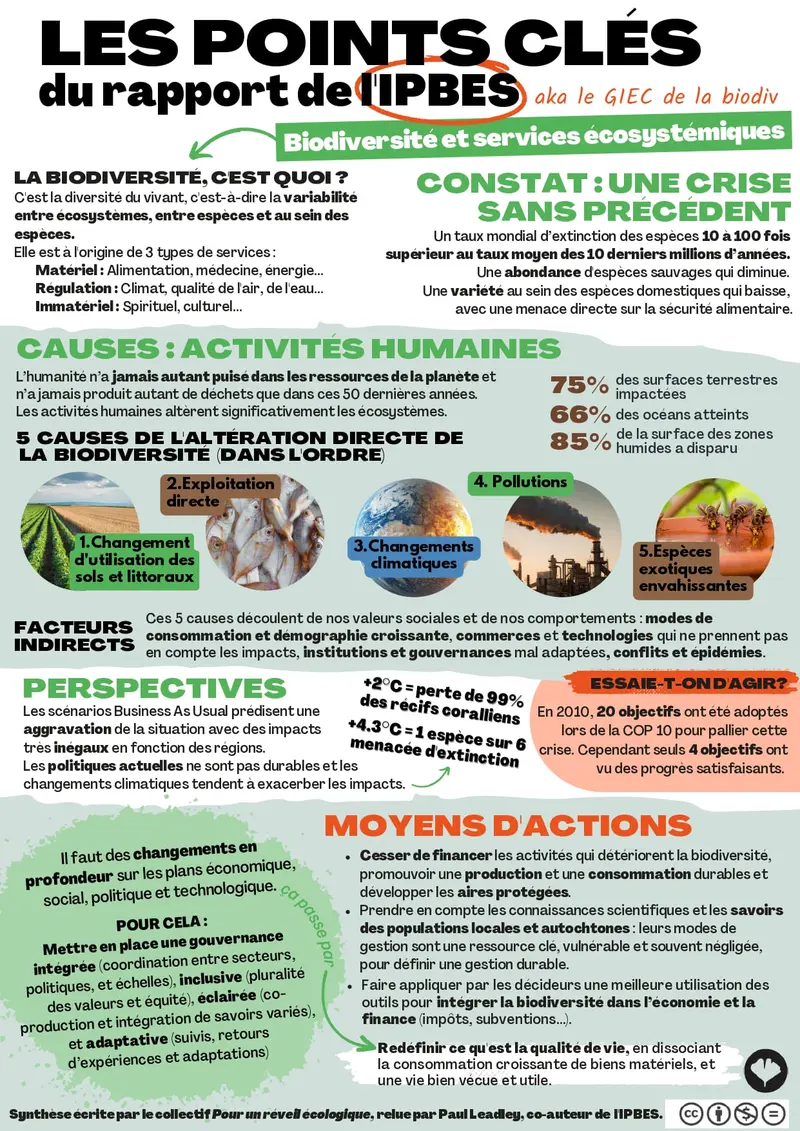 LES POINTS CLÉS
du rapport de l'IPBES aka le GIEC de la biodiv
Biodiversité et services écosystémiques
LA BIODIVERSITÉ, C'EST QUOI ?
C'est la diversité du vivant, c'est-à-dire la variabilité
entre écosystèmes, entre espèces et au sein des
espèces.
Elle est à l'origine de 3 types de services :
Matériel : Alimentation, médecine, énergie...
Régulation : Climat, qualité de l'air, de l'eau...
Immatériel : Spirituel, culturel...
CONSTAT : UNE CRISE
SANS PRÉCÉDENT
Un taux mondial d'extinction des espèces 10 à 100 fois
supérieur au taux moyen des 10 derniers millions d'années.
Une abondance d'espèces sauvages qui diminue.
Une variété au sein des espèces domestiques qui baisse,
avec une menace directe sur la sécurité alimentaire.
CAUSES : ACTIVITÉS HUMAINES
L'humanité n'a jamais autant puisé dans les ressources de la planète et
n'a jamais produit autant de déchets que dans ces 50 dernières années.
Les activités humaines altèrent significativement les écosystèmes.
75% des surfaces terrestres
impactées
66% des océans atteints
85% de la surface des zones
humides a disparu
5 CAUSES DE L'ALTÉRATION DIRECTE DE
LA BIODIVERSITÉ (DANS L'ORDRE)
1.Changement
d'utilisation des
sols et littoraux
2.Exploitation
directe
3.Changements
climatiques
4. Pollutions
5.Espèces
exotiques
envahissantes
FACTEURS
INDIRECTS
Ces 5 causes découlent de nos valeurs sociales et de nos comportements : modes de
consommation et démographie croissante, commerces et technologies qui ne prennent pas
en compte les impacts, institutions et gouvernances mal adaptées, conflits et épidémies.
PERSPECTIVES
Les scénarios Business As Usual prédisent une
aggravation de la situation avec des impacts
très inégaux en fonction des régions.
Les politiques actuelles ne sont pas durables et les
changements climatiques tendent à exacerber les impacts.
+2°C = perte de 99%
des récifs coralliens
+4.3°C = 1 espèce sur 6
menacée d'extinction
ESSAIE-T-ON D'AGIR?
En 2010, 20 objectifs ont été adoptés
lors de la COP 10 pour pallier cette
crise. Cependant seuls 4 objectifs ont
vu des progrès satisfaisants.
Il faut des changements en
profondeur sur les plans économique,
social, politique et technologique.
POUR CELA :
Mettre en place une gouvernance
intégrée (coordination entre secteurs,
politiques, et échelles), inclusive (pluralité
des valeurs et équité), éclairée (co-
production et intégration de savoirs variés),
et adaptative (suivis, retours
d'expériences et adaptations)
ça passe par
MOYENS D'ACTIONS
• Cesser de financer les activités qui détériorent la biodiversité,
promouvoir une production et une consommation durables et
développer les aires protégées.
• Prendre en compte les connaissances scientifiques et les savoirs
des populations locales et autochtones : leurs modes de
gestion sont une ressource clé, vulnérable et souvent négligée,
pour définir une gestion durable.
• Faire appliquer par les décideurs une meilleure utilisation des
outils pour intégrer la biodiversité dans l'économie et la
finance (impôts, subventions...).
Redéfinir ce qu'est la qualité de vie, en dissociant
la consommation croissante de biens matériels, et
une vie bien vécue et utile.
Synthèse écrite par le collectif Pour un réveil écologique, relue par Paul Leadley, co-auteur de l'IPBES.
cc